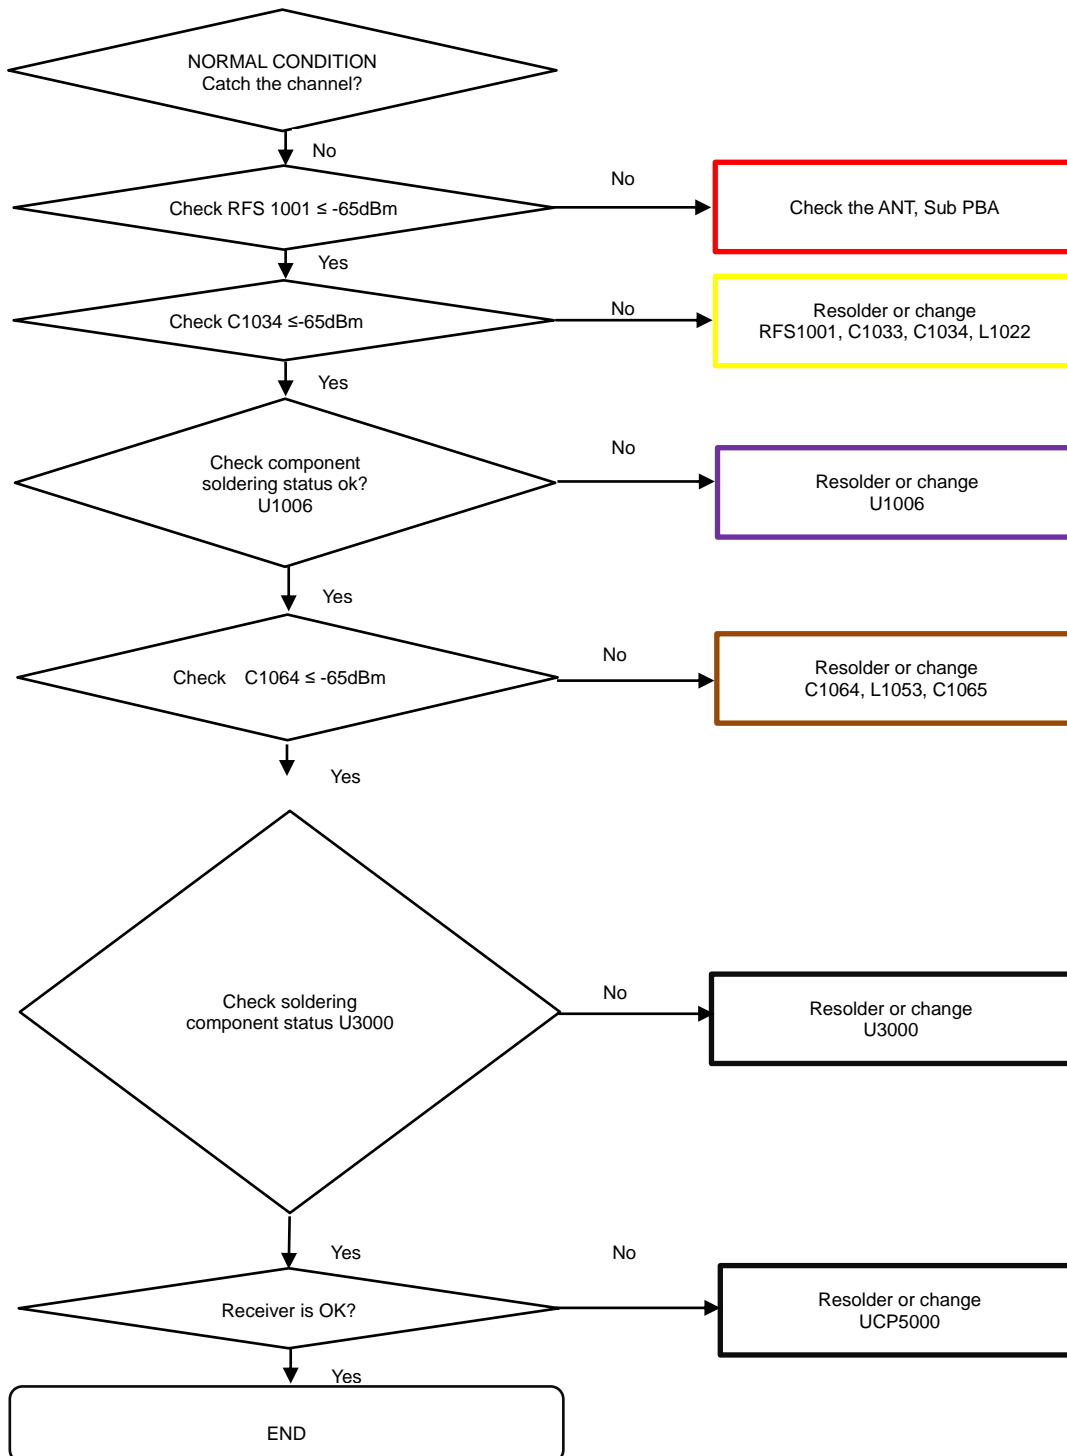 NORMAL CONDITION
Catch the channel?
No
Check RFS 1001 ≤ -65dBm
No
Check the ANT, Sub PBA
Yes
Check C1034 ≤-65dBm
No
Resolder or change
RFS1001, C1033, C1034, L1022
Yes
Check component
soldering status ok?
U1006
No
Resolder or change
U1006
Yes
Check C1064 ≤ -65dBm
No
Resolder or change
C1064, L1053, C1065
Yes
Check soldering
component status U3000
No
Resolder or change
U3000
Yes
Receiver is OK?
No
Resolder or change
UCP5000
Yes
END